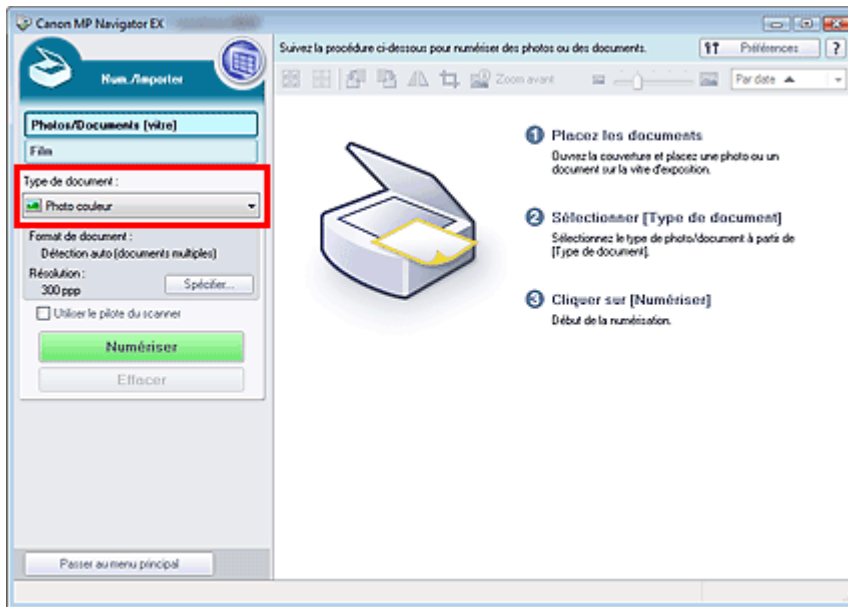 Canon MP Navigator EX
Num./Importer
Photos/Documents (vitre)
Film
Type de document :
Photo couleur
Format de document :
Détection auto (documents multiples)
Résolution :
300 ppp
Spécifier...
Utiliser le pilote du scanner
Numériser
Effacer
Passer au menu principal
Suivez la procédure ci-dessous pour numériser des photos ou des documents.
Préférences
?
Zoom avant
Par date
1 Placez les documents
Ouvrez la couverture et placez une photo ou un
document sur la vitre d'exposition.
2 Sélectionner [Type de document]
Sélectionnez le type de photo/document à partir de
[Type de document].
3 Cliquer sur [Numériser]
Début de la numérisation.